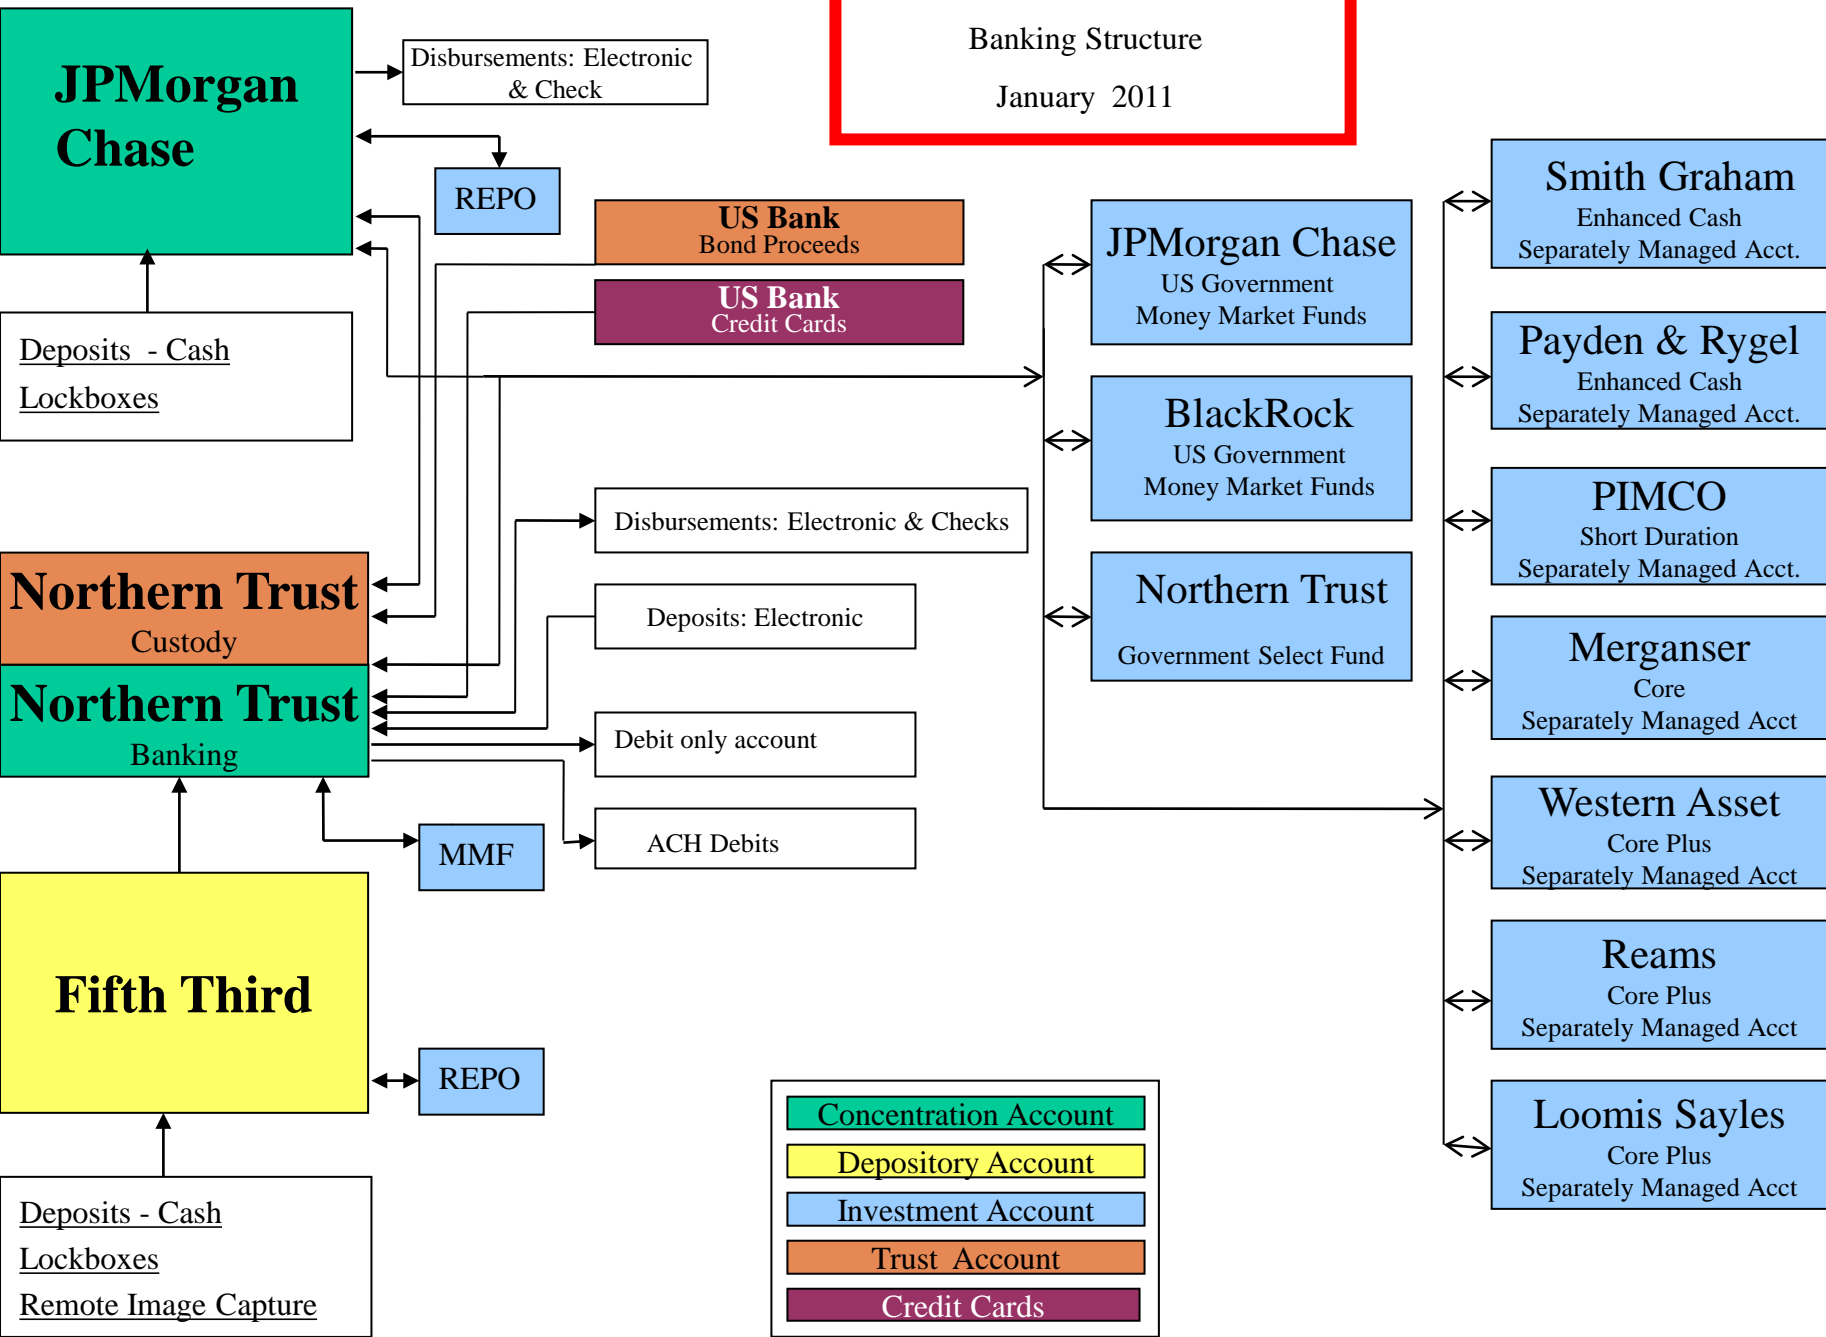 Banking Structure
January  2011
JPMorgan
Chase
Disbursements: Electronic
& Check
REPO
Deposits  - Cash
Lockboxes
US Bank
Bond Proceeds
US Bank
Credit Cards
Disbursements: Electronic & Checks
Deposits: Electronic
Debit only account
ACH Debits
Northern Trust
Custody
Northern Trust
Banking
MMF
Fifth Third
REPO
Deposits - Cash
Lockboxes
Remote Image Capture
JPMorgan Chase
US Government
Money Market Funds
BlackRock
US Government
Money Market Funds
Northern Trust
Government Select Fund
Smith Graham
Enhanced Cash
Separately Managed Acct.
Payden & Rygel
Enhanced Cash
Separately Managed Acct.
PIMCO
Short Duration
Separately Managed Acct.
Merganser
Core
Separately Managed Acct
Western Asset
Core Plus
Separately Managed Acct
Reams
Core Plus
Separately Managed Acct
Loomis Sayles
Core Plus
Separately Managed Acct
Concentration Account
Depository Account
Investment Account
Trust  Account
Credit Cards